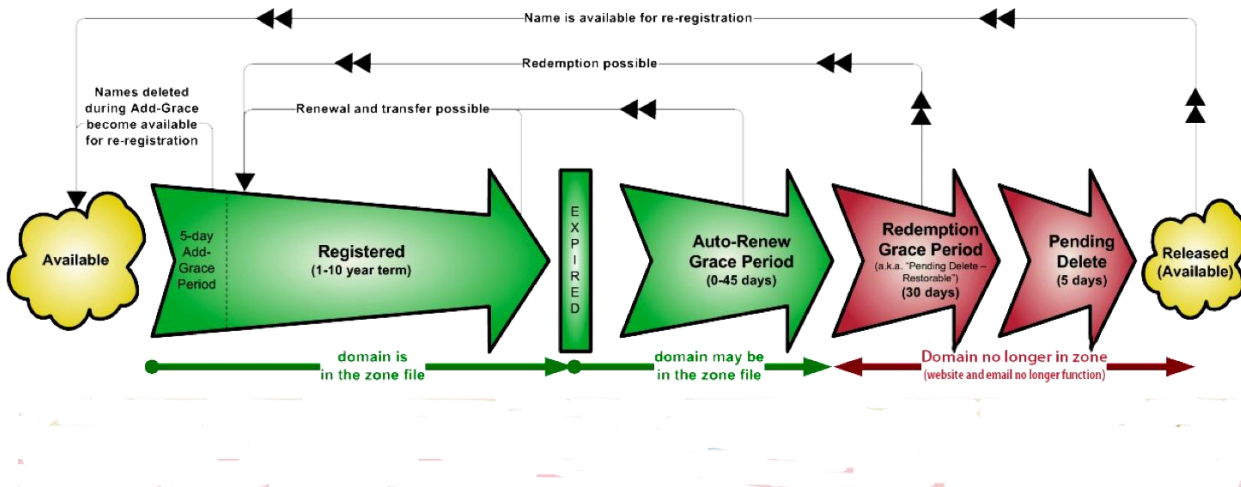 Name is available for re-registration
Redemption possible
Names deleted
during Add-Grace
become available
for re-registration
Renewal and transfer possible
Available
5-day
Add-
Grace
Period
Registered
(1-10 year term)
EXPIRED
Auto-Renew
Grace Period
(0-45 days)
Redemption
Grace Period
(a.k.a. "Pending Delete –
Restorable")
(30 days)
Pending
Delete
(5 days)
Released
(Available)
domain is
in the zone file
domain may be
in the zone file
Domain no longer in zone
(website and email no longer function)